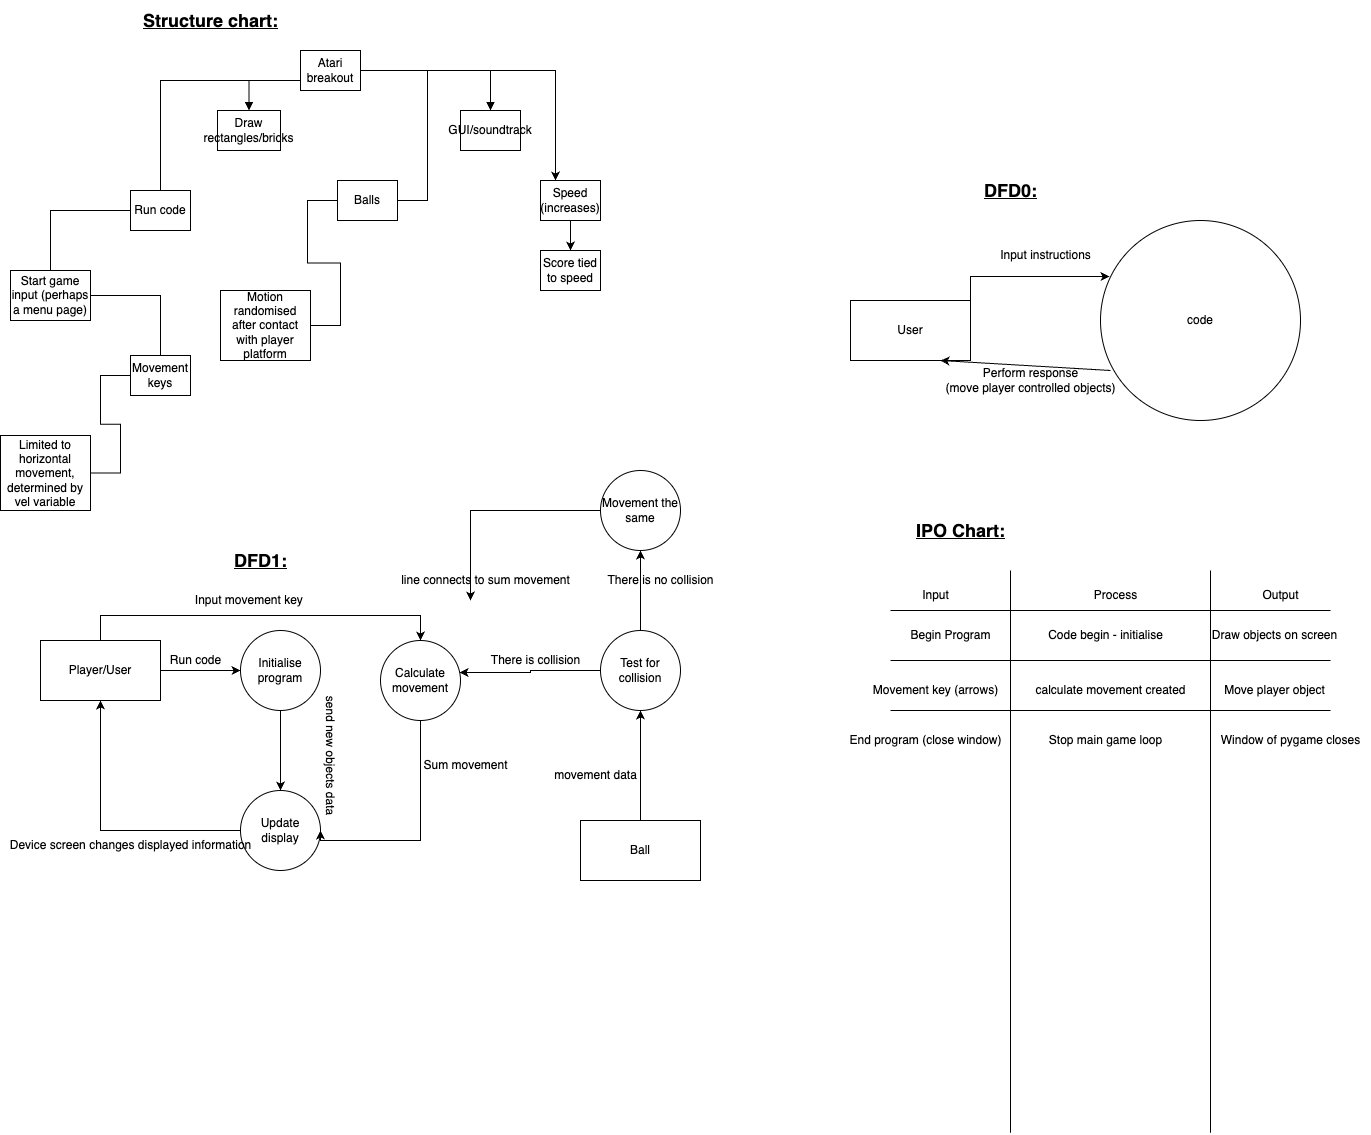 Structure chart:
Atari
breakout
Draw
rectangles/bricks
GUI/soundtrack
Run code
Balls
Speed
(increases)
Start game
input (perhaps
a menu page)
Score tied
to speed
Motion
randomised
after contact
with player
platform
Movement
keys
Limited to
horizontal
movement,
determined by
vel variable
DFD0:
Input instructions
User
code
Perform response
(move player controlled objects)
DFD1:
Movement the
same
line connects to sum movement
There is no collision
Input movement key
Player/User
Run code
Initialise
program
Calculate
movement
There is collision
Test for
collision
send new objects data
Sum movement
movement data
Update
display
Device screen changes displayed information
Ball
IPO Chart:
Input Process Output
Begin Program Code begin - initialise Draw objects on screen
Movement key (arrows) calculate movement created Move player object
End program (close window) Stop main game loop Window of pygame closes